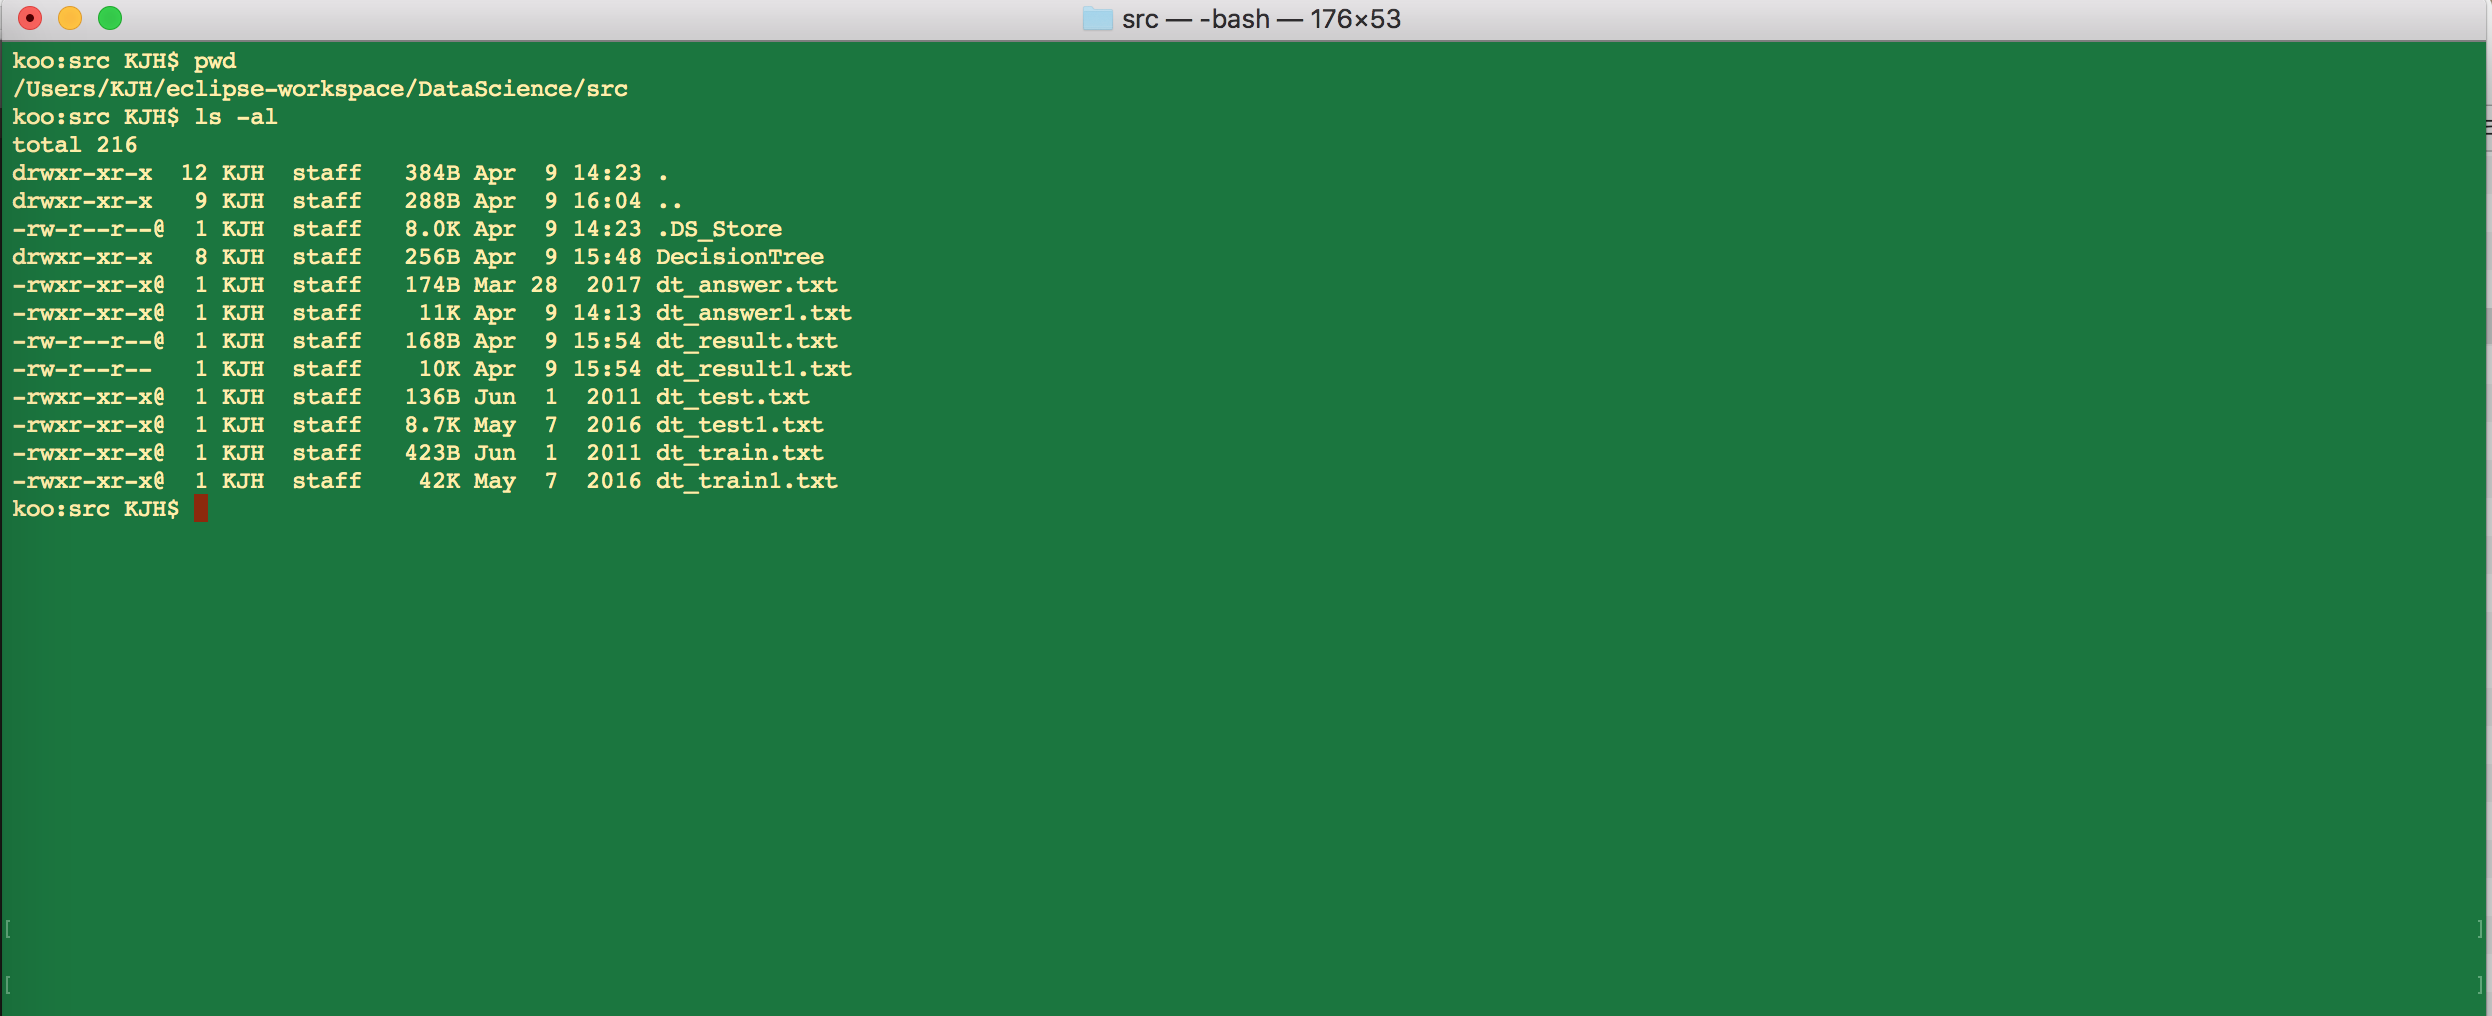 src — -bash — 176×53
koo:src KJH$ pwd
/Users/KJH/eclipse-workspace/DataScience/src
koo:src KJH$ ls -al
total 216
drwxr-xr-x  12 KJH  staff   384B Apr  9 14:23 .
drwxr-xr-x   9 KJH  staff   288B Apr  9 16:04 ..
-rw-r--r--@  1 KJH  staff   8.0K Apr  9 14:23 .DS_Store
drwxr-xr-x   8 KJH  staff   256B Apr  9 15:48 DecisionTree
-rwxr-xr-x@  1 KJH  staff   174B Mar 28  2017 dt_answer.txt
-rwxr-xr-x@  1 KJH  staff    11K Apr  9 14:13 dt_answer1.txt
-rw-r--r--@  1 KJH  staff   168B Apr  9 15:54 dt_result.txt
-rw-r--r--   1 KJH  staff    10K Apr  9 15:54 dt_result1.txt
-rwxr-xr-x@  1 KJH  staff   136B Jun  1  2011 dt_test.txt
-rwxr-xr-x@  1 KJH  staff   8.7K May  7  2016 dt_test1.txt
-rwxr-xr-x@  1 KJH  staff   423B Jun  1  2011 dt_train.txt
-rwxr-xr-x@  1 KJH  staff    42K May  7  2016 dt_train1.txt
koo:src KJH$
[ ]
[ ]